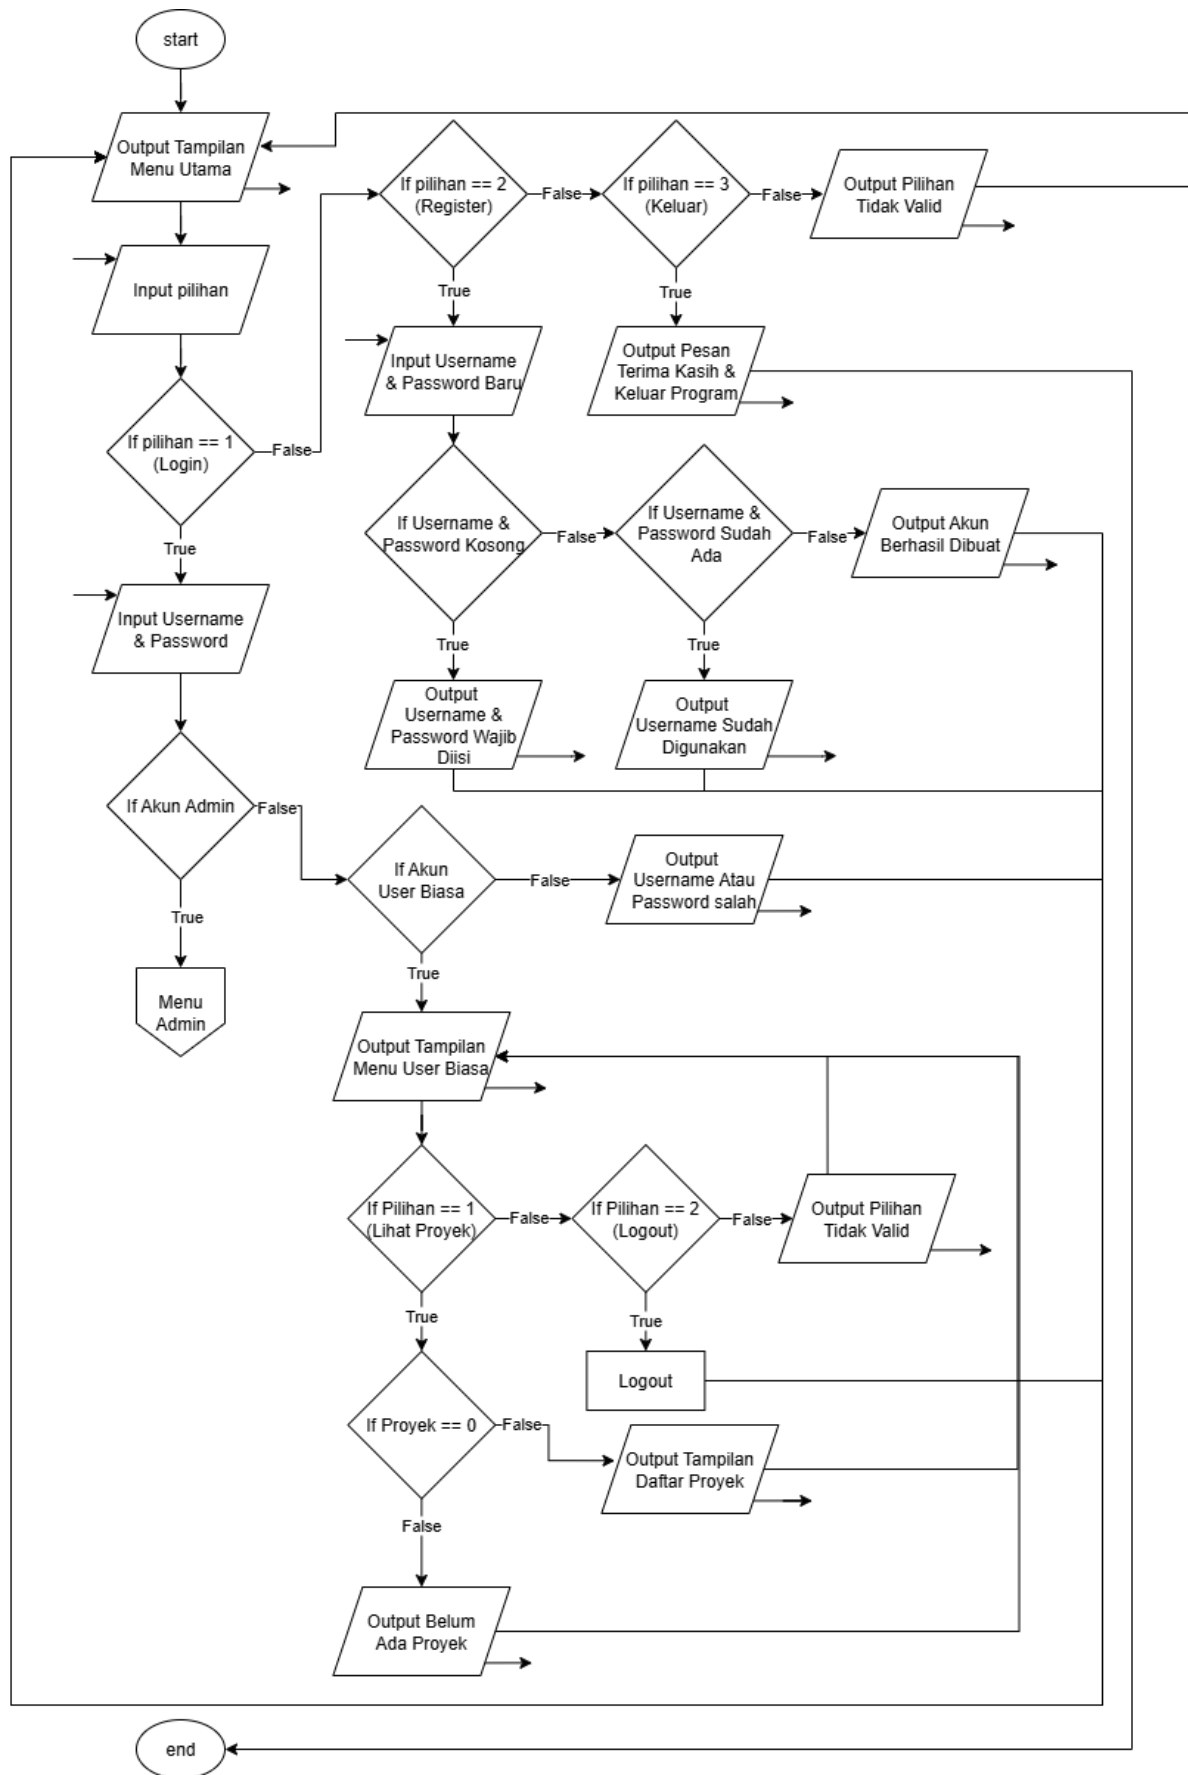 start
Output Tampilan
Menu Utama
Input pilihan
If pilihan == 1
(Login)
False
True
Input Username
& Password
If Akun Admin
False
True
Menu
Admin
If pilihan == 2
(Register)
False
True
If pilihan == 3
(Keluar)
False
True
Output Pilihan
Tidak Valid
Input Username
& Password Baru
Output Pesan
Terima Kasih &
Keluar Program
If Username &
Password Kosong
False
True
If Username &
Password Sudah
Ada
False
True
Output Akun
Berhasil Dibuat
Output
Username &
Password Wajib
Diisi
Output
Username Sudah
Digunakan
If Akun
User Biasa
False
True
Output
Username Atau
Password salah
Output Tampilan
Menu User Biasa
If Pilihan == 1
(Lihat Proyek)
False
True
If Pilihan == 2
(Logout)
False
True
Output Pilihan
Tidak Valid
Logout
If Proyek == 0
False
False
Output Tampilan
Daftar Proyek
Output Belum
Ada Proyek
end